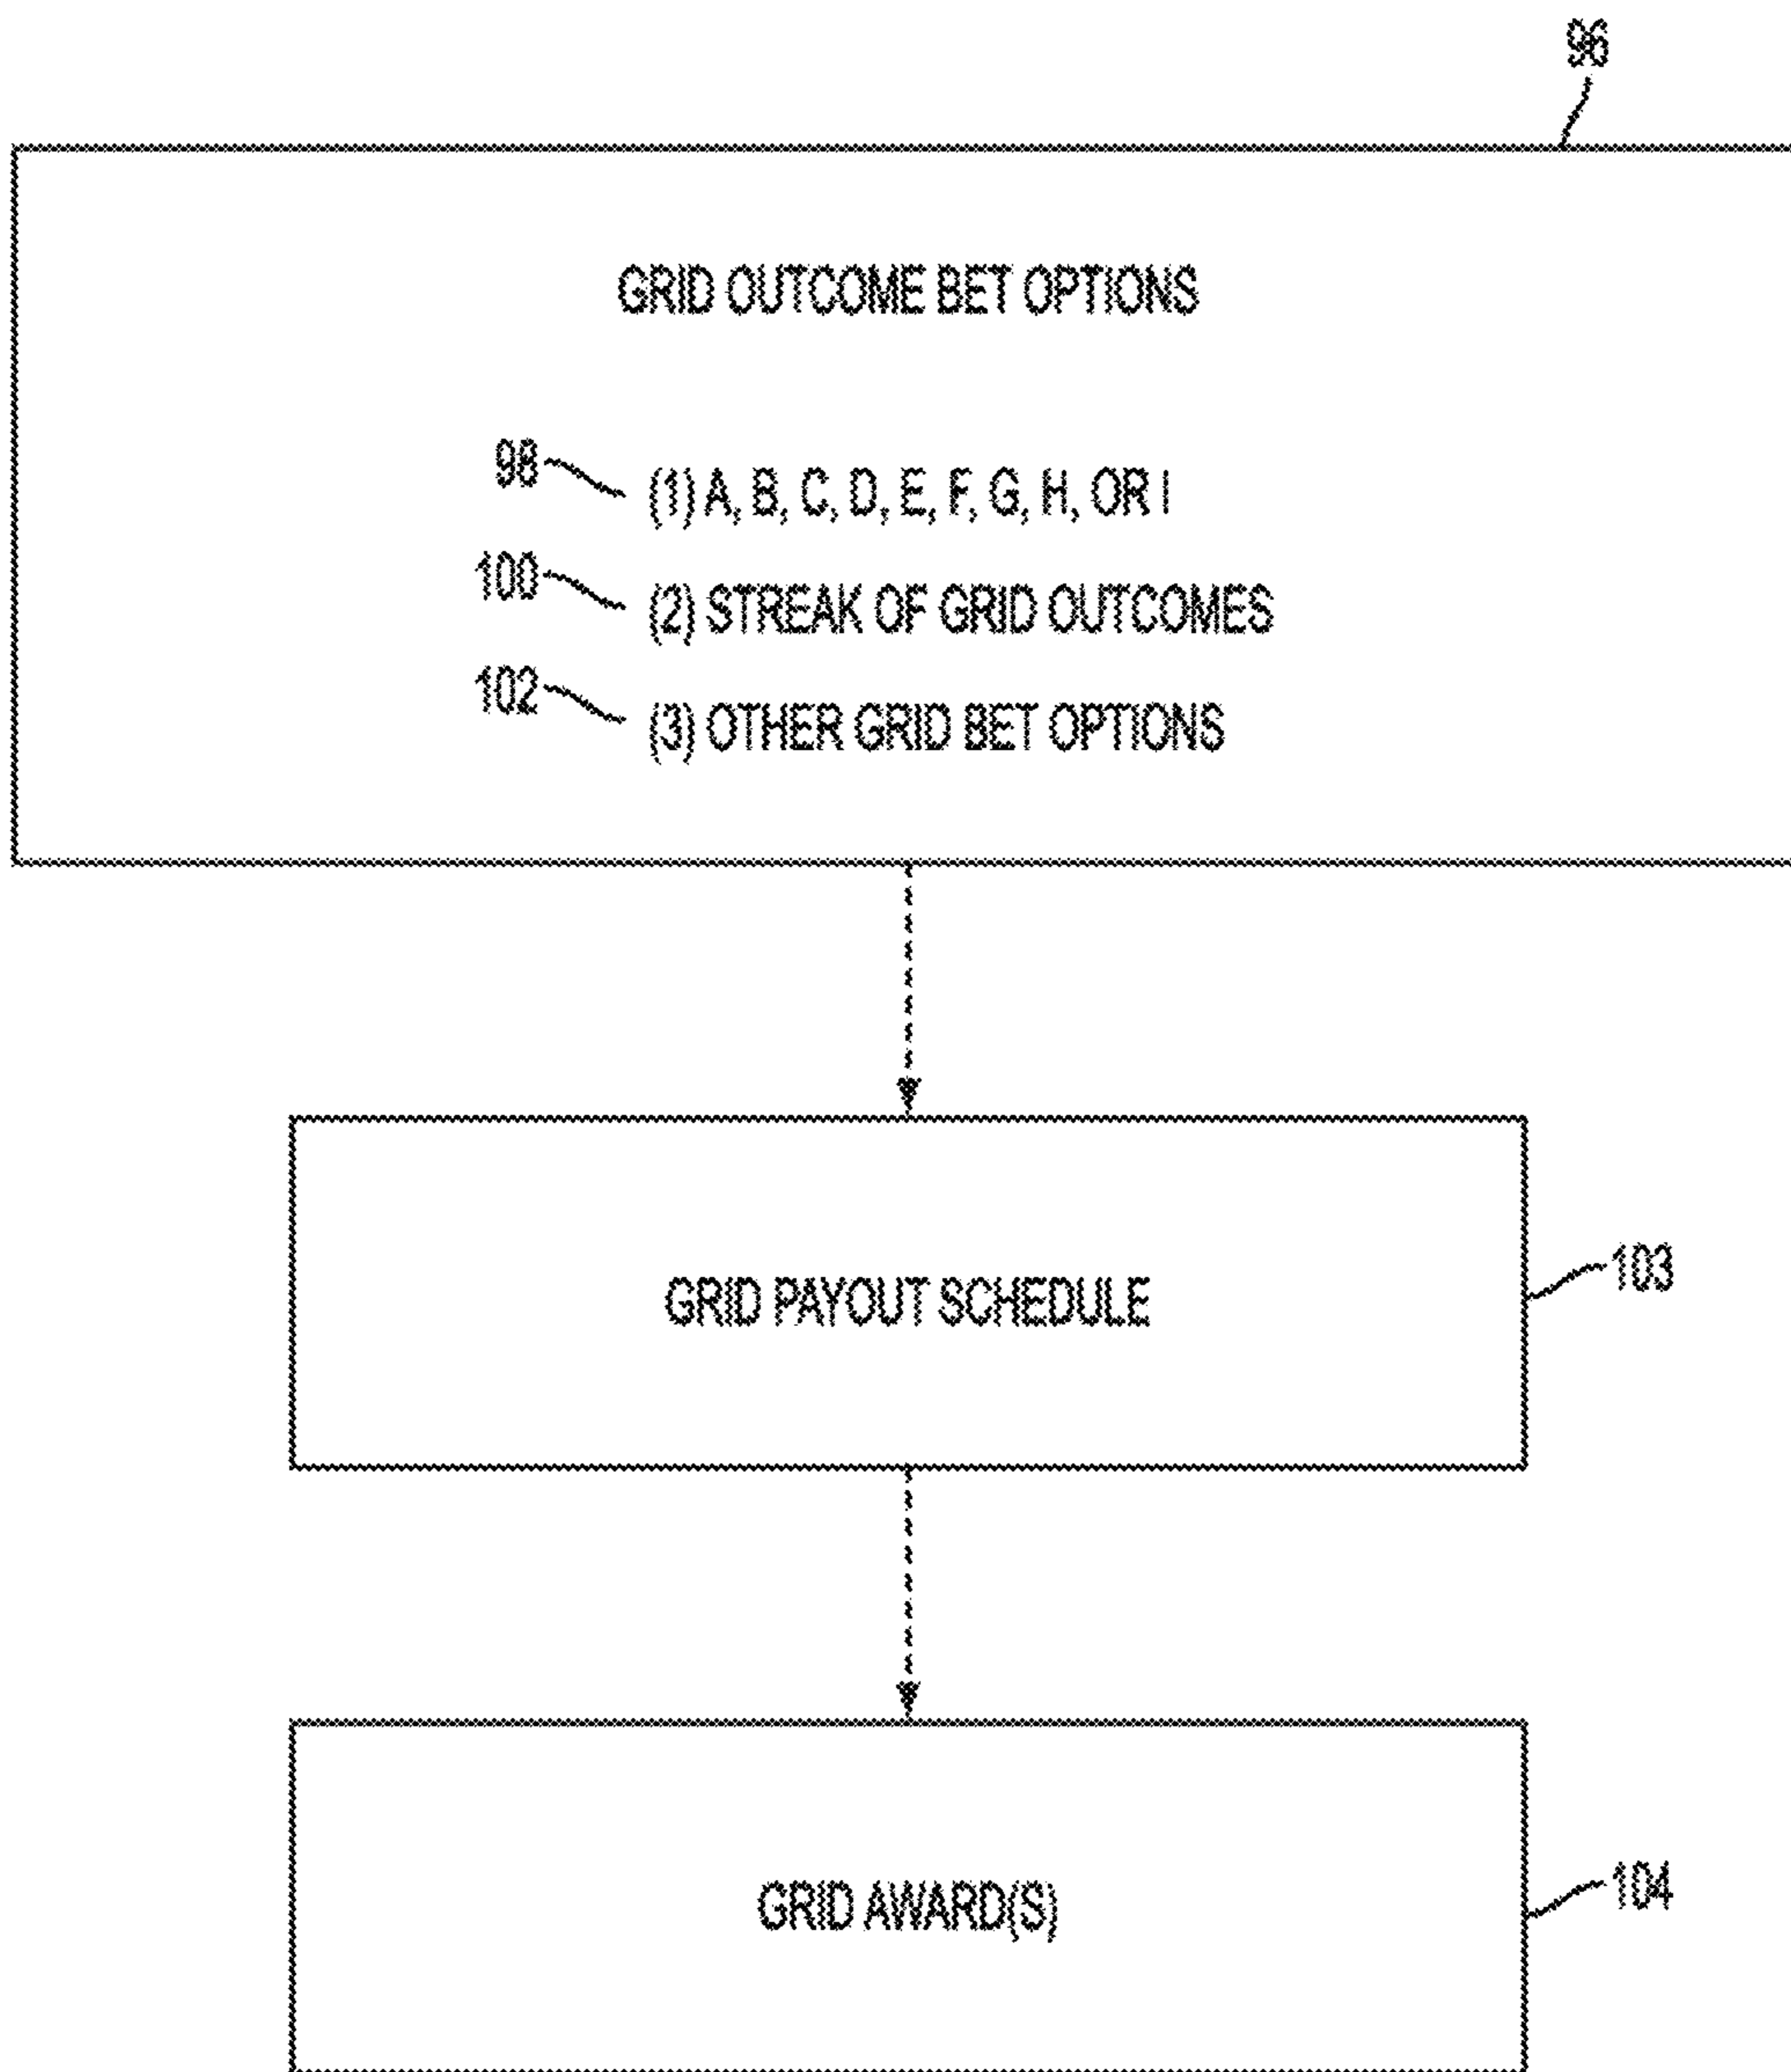 96
GRID OUTCOME BET OPTIONS
98 (1) A, B, C, D, E, F, G, H, OR I
100 (2) STREAK OF GRID OUTCOMES
102 (3) OTHER GRID BET OPTIONS
GRID PAYOUT SCHEDULE 103
GRID AWARD(S) 104